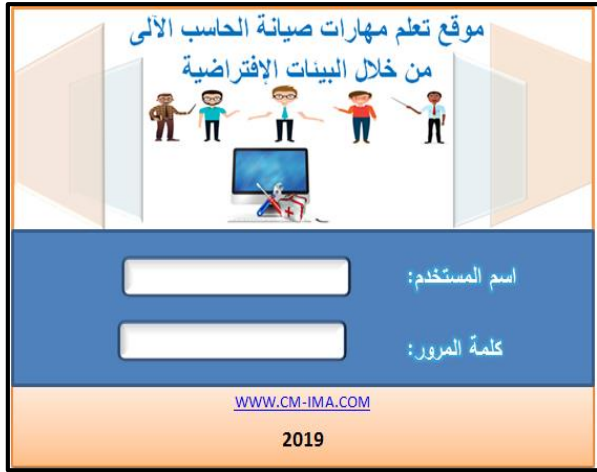 موقع تعلم مهارات صيانة الحاسب الآلى
من خلال البيئات الإفتراضية
اسم المستخدم:
كلمة المرور:
WWW.CM-IMA.COM
2019